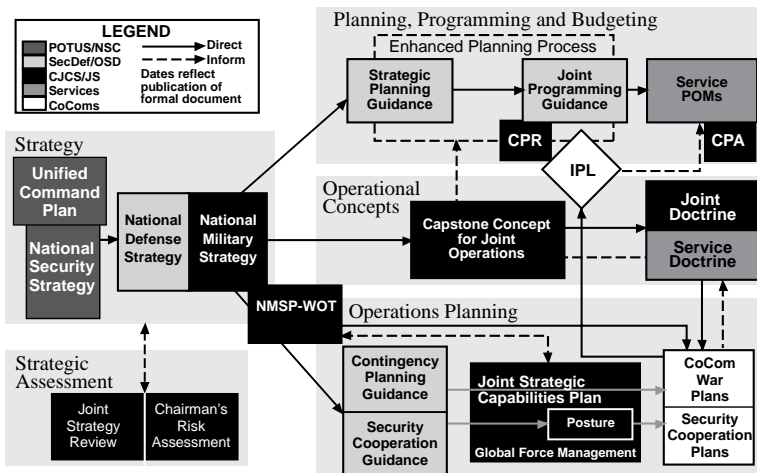 LEGEND
POTUS/NSC
SecDef/OSD
CJCS/JS
Services
CoComs
Direct
Inform
Dates reflect
publication of
formal document
Planning, Programming and Budgeting
Enhanced Planning Process
Strategic
Planning
Guidance
Joint
Programming
Guidance
Service
POMs
CPR
CPA
IPL
Strategy
Unified
Command
Plan
National
Security
Strategy
National
Defense
Strategy
National
Military
Strategy
NMSP-WOT
Operational
Concepts
Capstone Concept
for Joint
Operations
Joint
Doctrine
Service
Doctrine
Operations Planning
Contingency
Planning
Guidance
Security
Cooperation
Guidance
Joint Strategic
Capabilities Plan
Posture
Global Force Management
CoCom
War
Plans
Security
Cooperation
Plans
Strategic
Assessment
Joint
Strategy
Review
Chairman's
Risk
Assessment